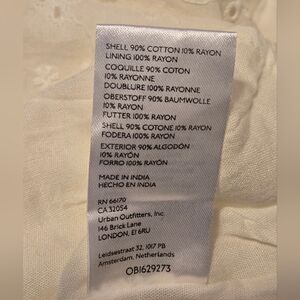 SHELL 90% COTTON 10% RAYON
LINING 100% RAYON
COQUILLE 90% COTON
10% RAYONNE
DOUBLURE 100% RAYONNE
OBERSTOFF 90% BAUMWOLLE
10% RAYON
FUTTER 100% RAYON
SHELL 90% COTONE 10% RAYON
FODERA 100% RAYON
EXTERIOR 90% ALGODÓN
10% RAYÓN
FORRO 100% RAYÓN
MADE IN INDIA
HECHO EN INDIA
RN 66170
CA 32054
Urban Outfitters, Inc
146 Brick Lane
LONDON, E1 6RU
Leidsestraat 32, 1017 PB
Amsterdam, Netherlands
OB1629273